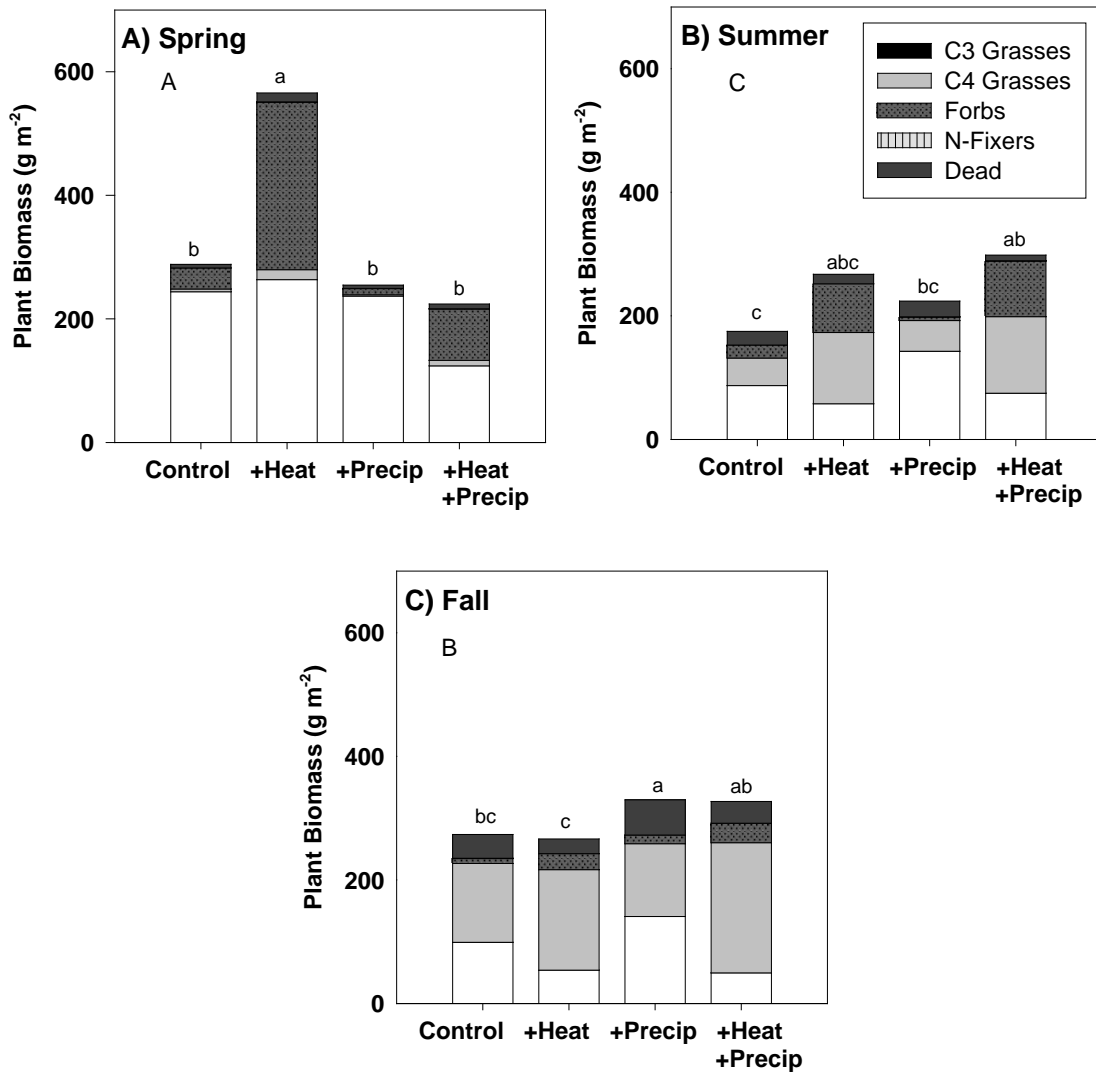 A) Spring
A
Plant Biomass (g m-2)
600
400
200
0
b
a
b
b
Control
+Heat
+Precip
+Heat
+Precip
B) Summer
C
C3 Grasses
C4 Grasses
Forbs
N-Fixers
Dead
Plant Biomass (g m-2)
600
400
200
0
c
abc
bc
ab
Control
+Heat
+Precip
+Heat
+Precip
C) Fall
B
Plant Biomass (g m-2)
600
400
200
0
bc
c
a
ab
Control
+Heat
+Precip
+Heat
+Precip